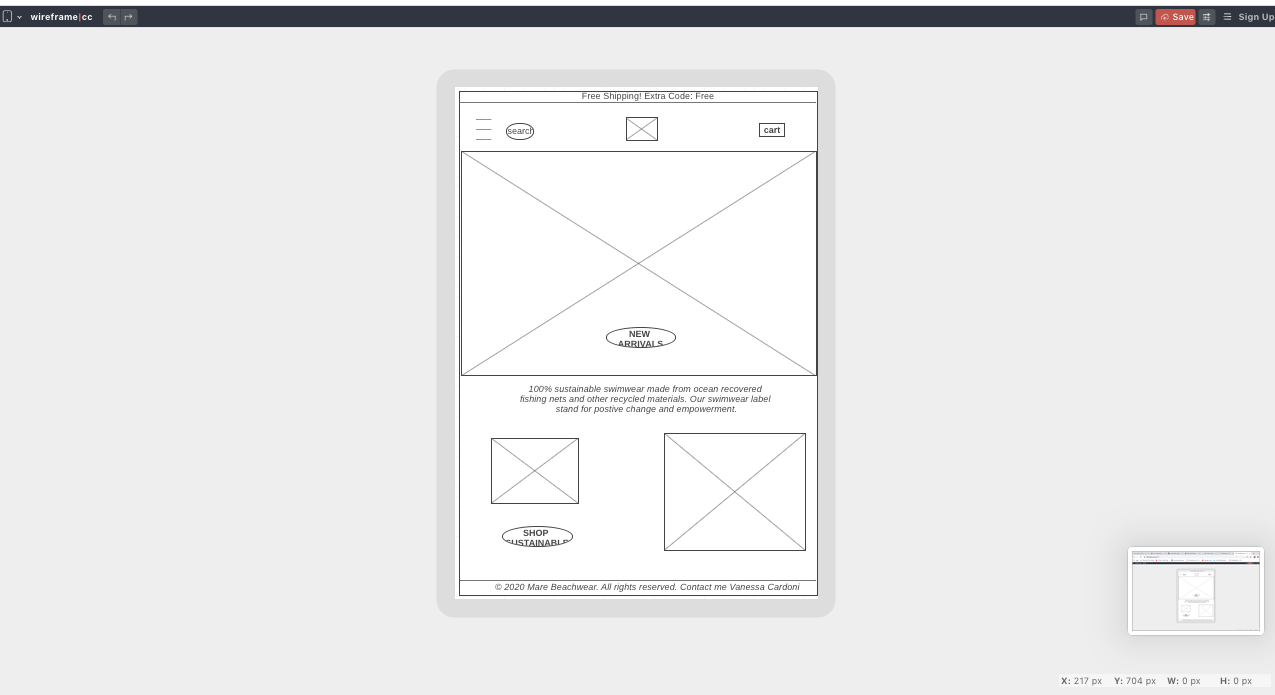 wireframe|cc
Save
Sign Up
Free Shipping! Extra Code: Free
search
cart
NEW
ARRIVALS
100% sustainable swimwear made from ocean recovered
fishing nets and other recycled materials. Our swimwear label
stand for postive change and empowerment.
SHOP
SUSTAINABLE
© 2020 Mare Beachwear. All rights reserved. Contact me Vanessa Cardoni
X: 217 px Y: 704 px W: 0 px H: 0 px